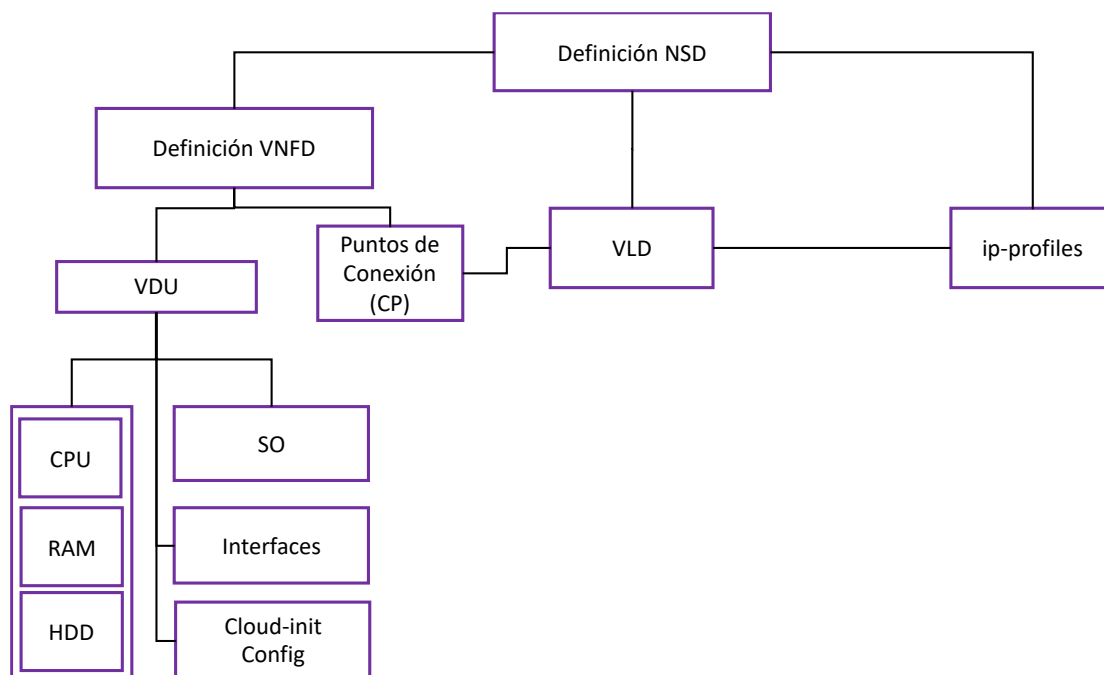 Definición NSD
Definición VNFD
Puntos de
Conexión
(CP)
VLD
ip-profiles
VDU
CPU
SO
RAM
Interfaces
HDD
Cloud-init
Config